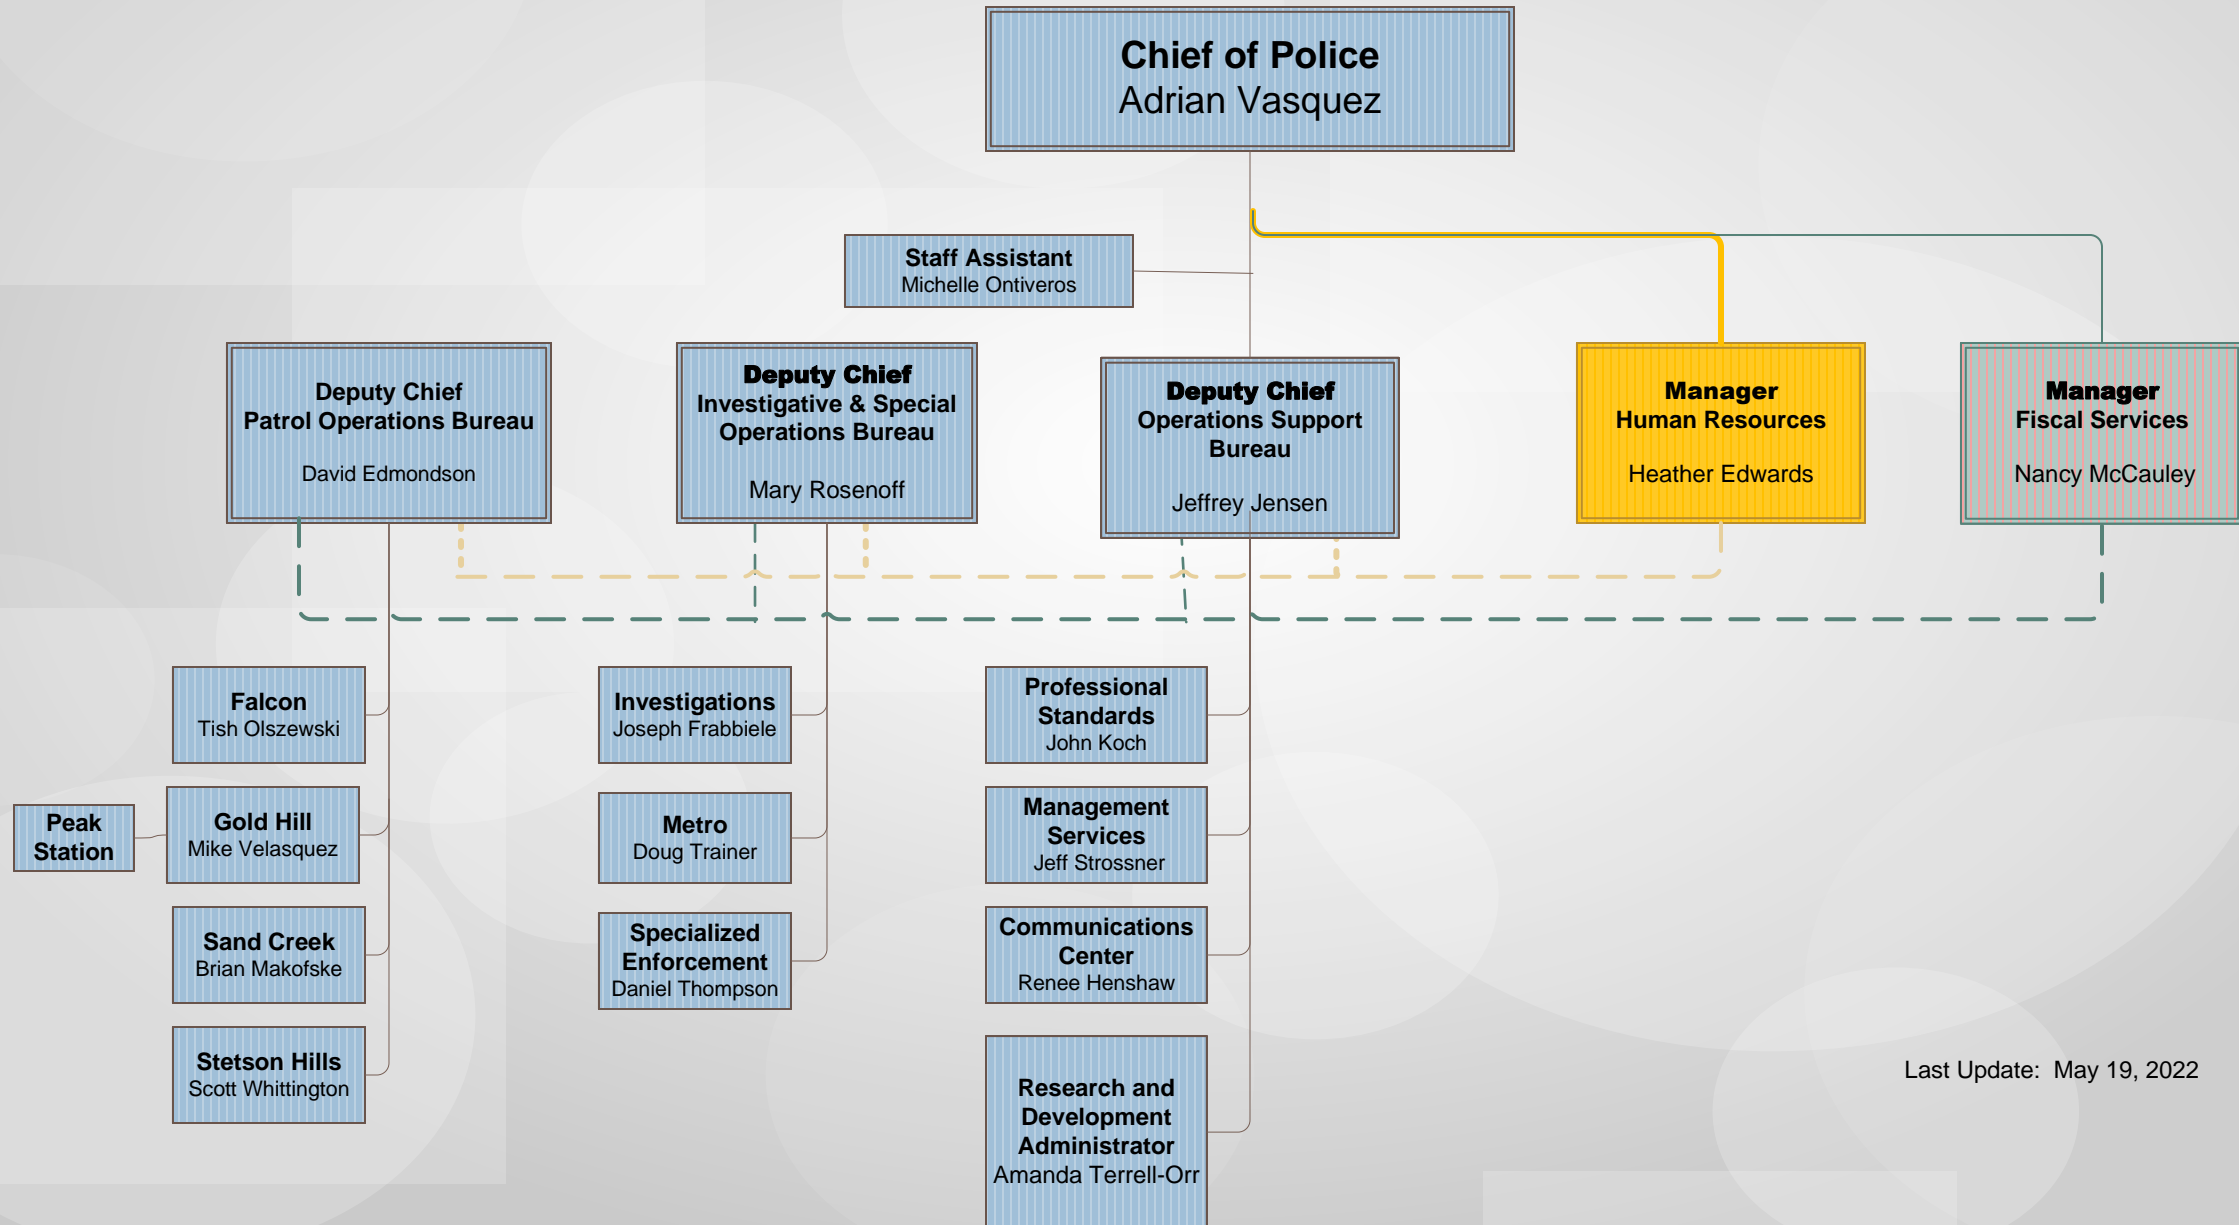 Chief of Police
Adrian Vasquez
Staff Assistant
Michelle Ontiveros
Deputy Chief
Patrol Operations Bureau
David Edmondson
Deputy Chief
Investigative & Special
Operations Bureau
Mary Rosenoff
Deputy Chief
Operations Support
Bureau
Jeffrey Jensen
Manager
Human Resources
Heather Edwards
Manager
Fiscal Services
Nancy McCauley
Falcon
Tish Olszewski
Peak
Station
Gold Hill
Mike Velasquez
Sand Creek
Brian Makofske
Stetson Hills
Scott Whittington
Investigations
Joseph Frabbiele
Metro
Doug Trainer
Specialized
Enforcement
Daniel Thompson
Professional
Standards
John Koch
Management
Services
Jeff Strossner
Communications
Center
Renee Henshaw
Research and
Development
Administrator
Amanda Terrell-Orr
Last Update:  May 19, 2022